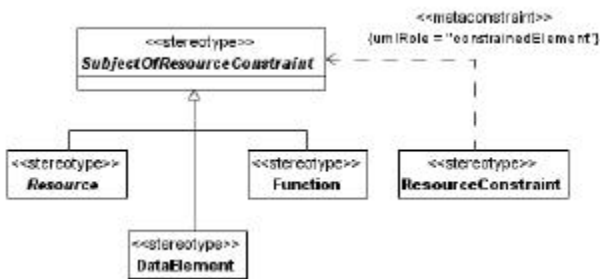 <<metaconstraint>>
{umlRole = "constrainedElement"}
<<stereotype>>
SubjectOfResourceConstraint
<<stereotype>>
Resource
<<stereotype>>
Function
<<stereotype>>
ResourceConstraint
<<stereotype>>
DataElement